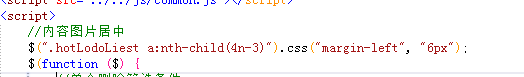 <script src="../../js/common.js"></script>
<script>
//内容图片居中
$(".hotLodoLiest a:nth-child(4n-3)").css("margin-left", "6px");
$(function ($) {